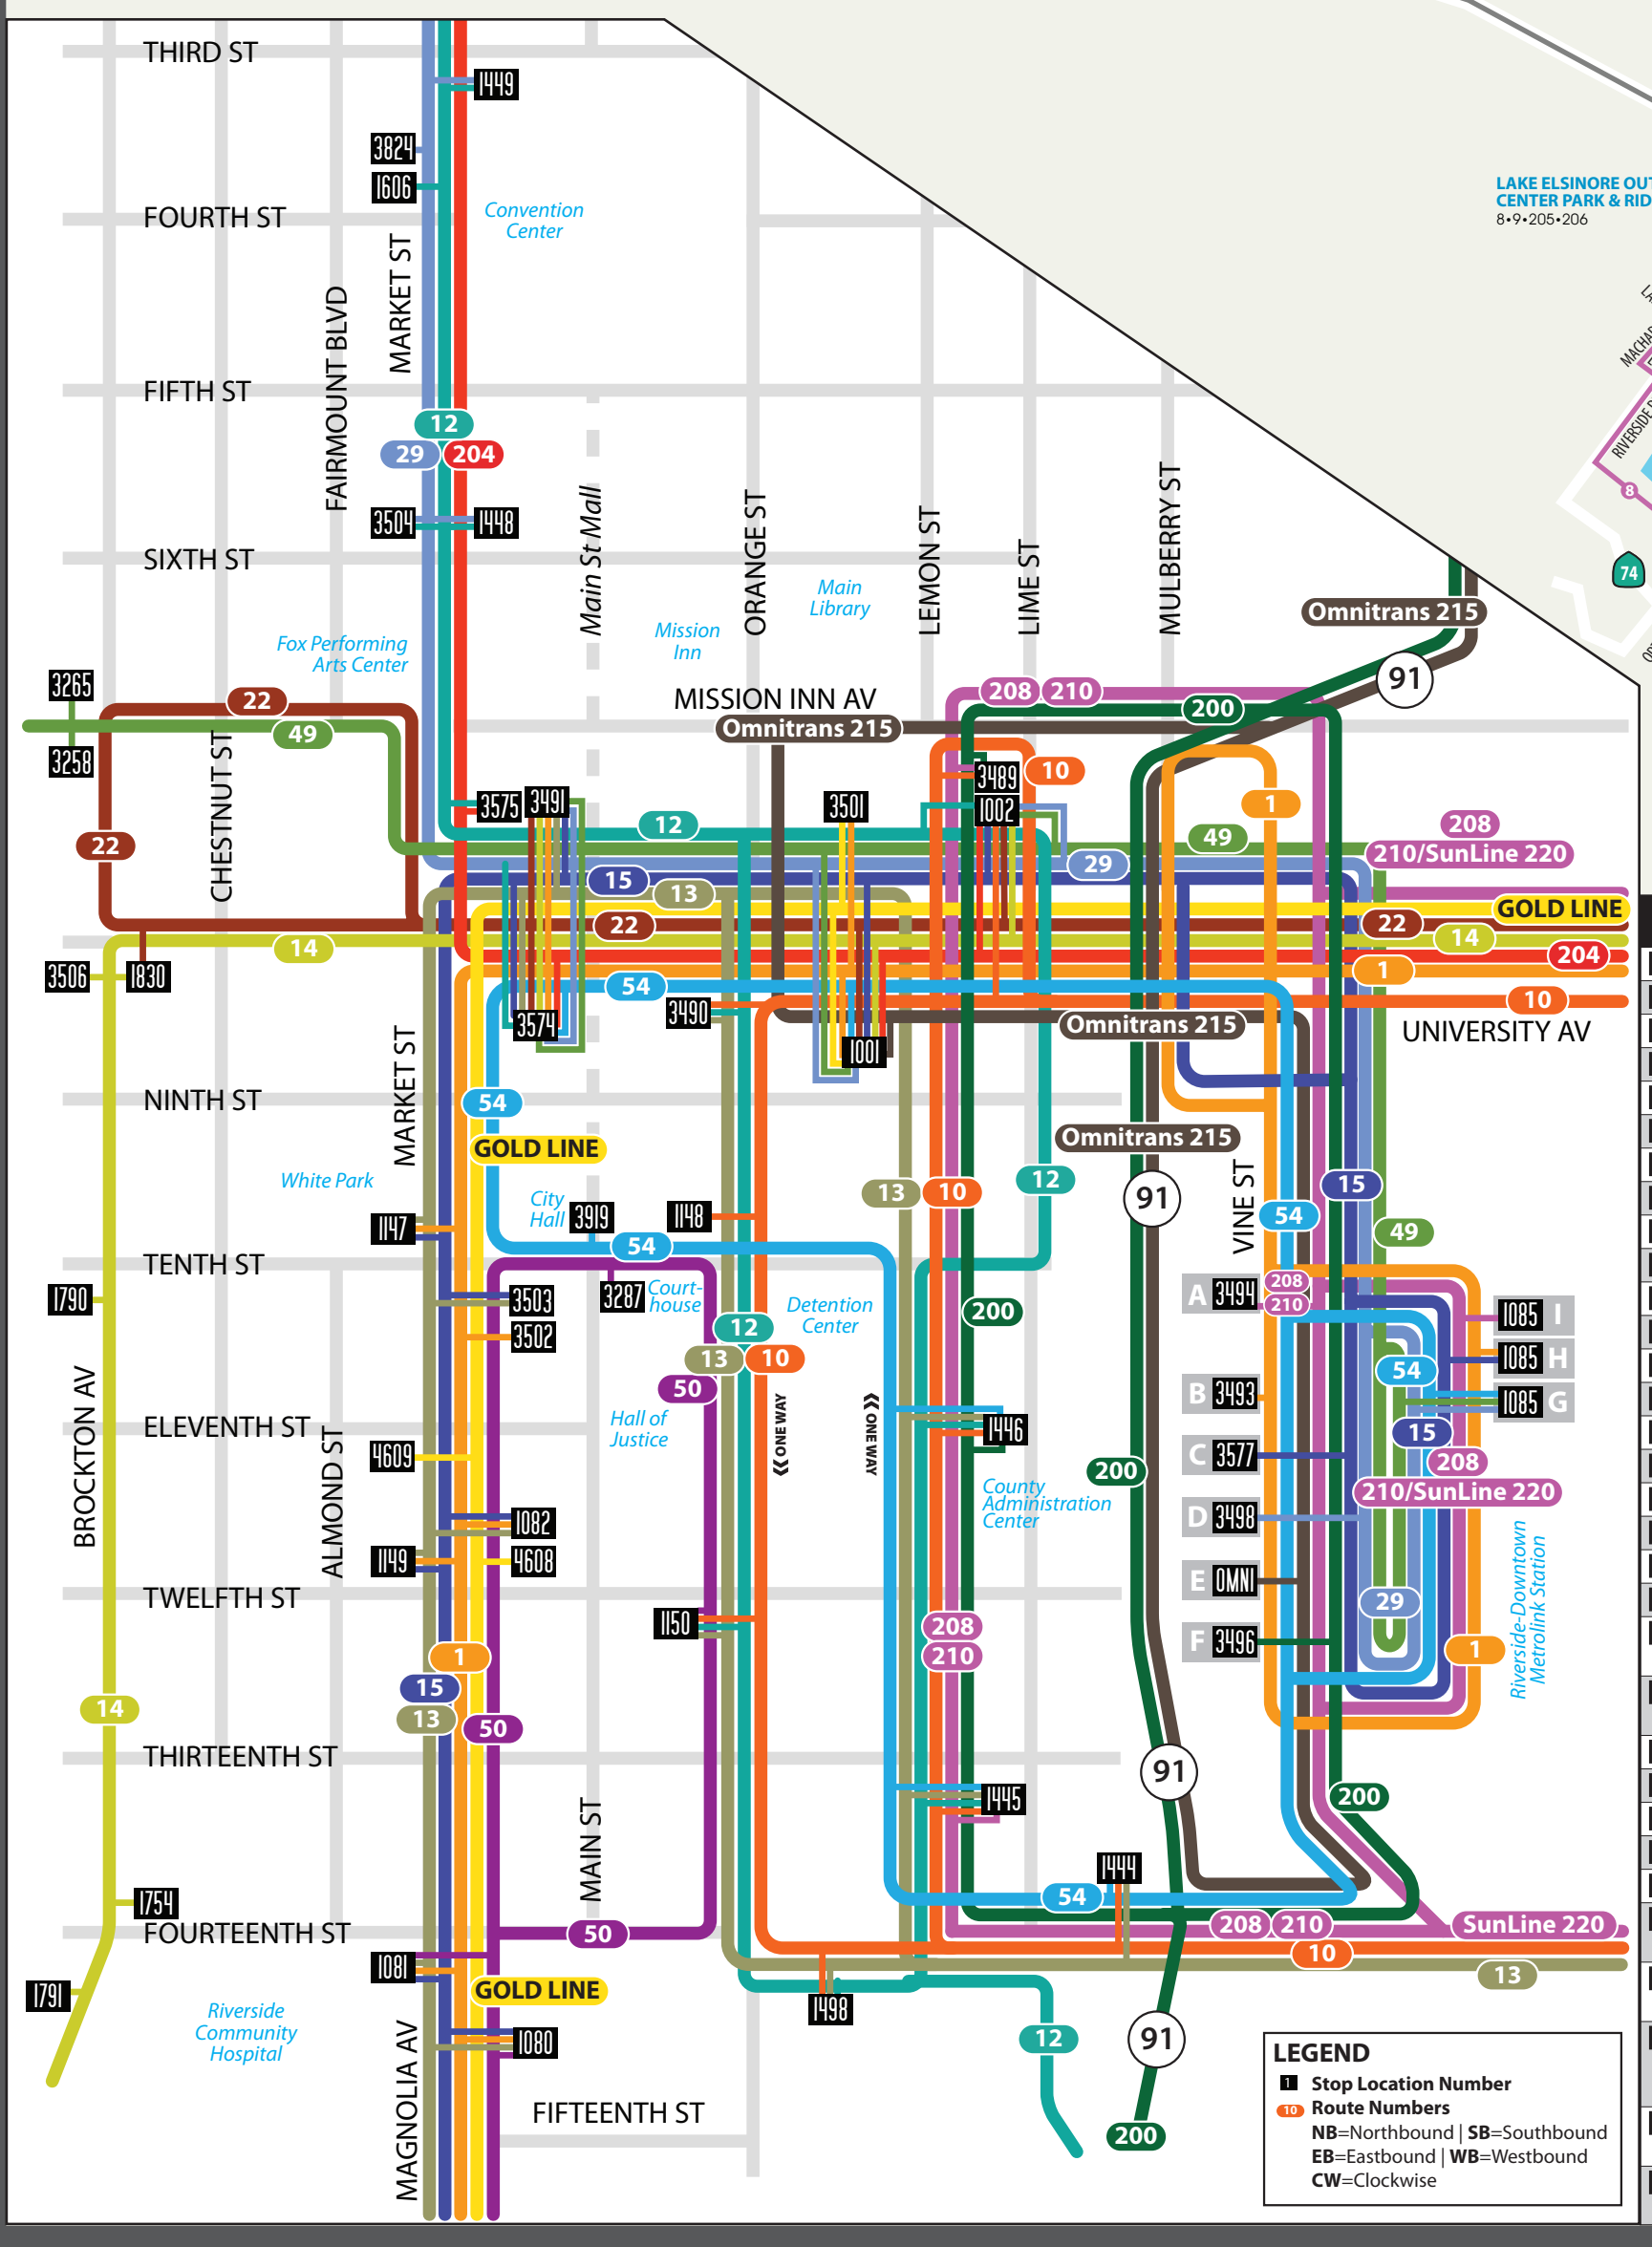 THIRD ST
1449
3824
1606
LAKE ELSINORE OUT
CENTER PARK & RID
8•9•205•206
FOURTH ST
Convention
Center
MARKET ST
FAIRMOUNT BLVD
FIFTH ST
12
29
204
MACHAD
RIVERSIDE
8
3504
1448
SIXTH ST
Main St Mall
ORANGE ST
LEMON ST
LIME ST
MULBERRY ST
74
Main
Library
Mission
Inn
Fox Performing
Arts Center
Omnitrans 215
91
3265
22
49
3258
MISSION INN AV
208
210
200
Omnitrans 215
CHESTNUT ST
3489
10
1002
3575
3491
3501
1
12
49
208
210/SunLine 220
22
29
15
13
GOLD LINE
22
22
14
14
204
3506
1830
1
54
10
3490
3574
Omnitrans 215
1001
UNIVERSITY AV
MARKET ST
NINTH ST
54
GOLD LINE
Omnitrans 215
White Park
City
Hall
3919
1148
13
10
12
91
VINE ST
15
54
49
1147
54
TENTH ST
3503
3287
Court-
house
A
3494
208
210
1790
3502
Detention
Center
200
1085
I
12
13
10
50
1085
H
54
BROCKTON AV
B
3493
1085
G
ONE WAY
ONE WAY
ELEVENTH ST
ALMOND ST
Hall of
Justice
1446
15
4609
C
3577
208
200
210/SunLine 220
County
Administration
Center
1082
D
3498
1149
4608
Riverside-Downtown
Metrolink Station
E
OMNI
TWELFTH ST
29
1150
208
210
F
3496
1
1
15
14
13
50
THIRTEENTH ST
91
MAIN ST
1445
200
1444
1754
54
FOURTEENTH ST
50
208
210
SunLine 220
10
1081
13
1791
GOLD LINE
1498
Riverside
Community
Hospital
1080
12
91
MAGNOLIA AV
FIFTEENTH ST
200
LEGEND
1 Stop Location Number
10 Route Numbers
NB=Northbound | SB=Southbound
EB=Eastbound | WB=Westbound
CW=Clockwise